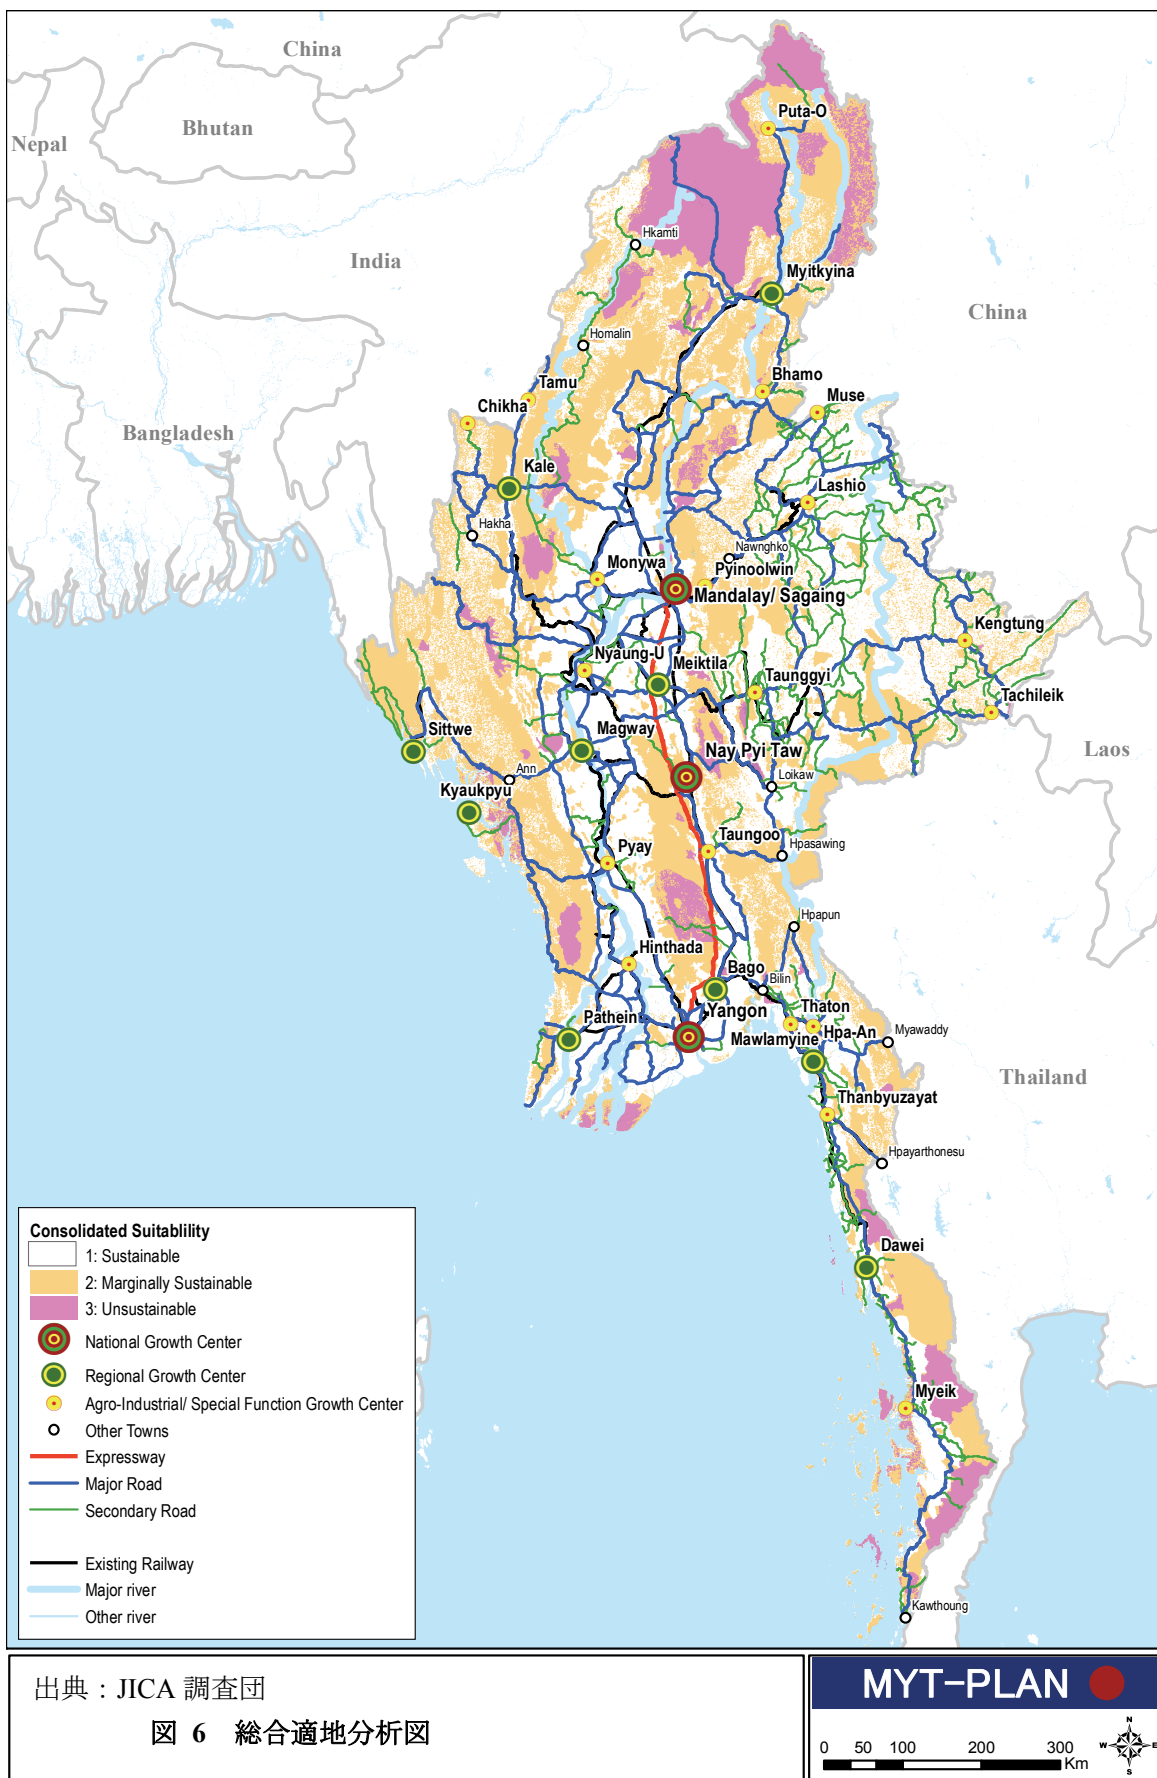 China
Bhutan
Nepal
Puta-O
Hkamti
India
Myitkyina
China
Homalin
Bhamo
Tamu
Muse
Chikha
Bangladesh
Kale
Lashio
Hakha
Nawnghko
Monywa
Pyinoolwin
Mandalay/ Sagaing
Kengtung
Nyaung-U
Meiktila
Taunggyi
Tachileik
Sittwe
Magway
Nay Pyi Taw
Laos
Ann
Loikaw
Kyaukpyu
Taungoo
Pyay
Hpasawing
Hpapun
Hinthada
Bago
Bilin
Yangon
Thaton
Pathein
Mawlamyine
Hpa-An
Myawaddy
Thailand
Thanbyuzayat
Hpayarthonesu
Dawei
Myeik
Kawthoung
Consolidated Suitablility
1: Sustainable
2: Marginally Sustainable
3: Unsustainable
National Growth Center
Regional Growth Center
Agro-Industrial/ Special Function Growth Center
Other Towns
Expressway
Major Road
Secondary Road
Existing Railway
Major river
Other river
出典：JICA 調査団
図 6 総合適地分析図
MYT-PLAN
N
W E
S
0 50 100 200 300
Km